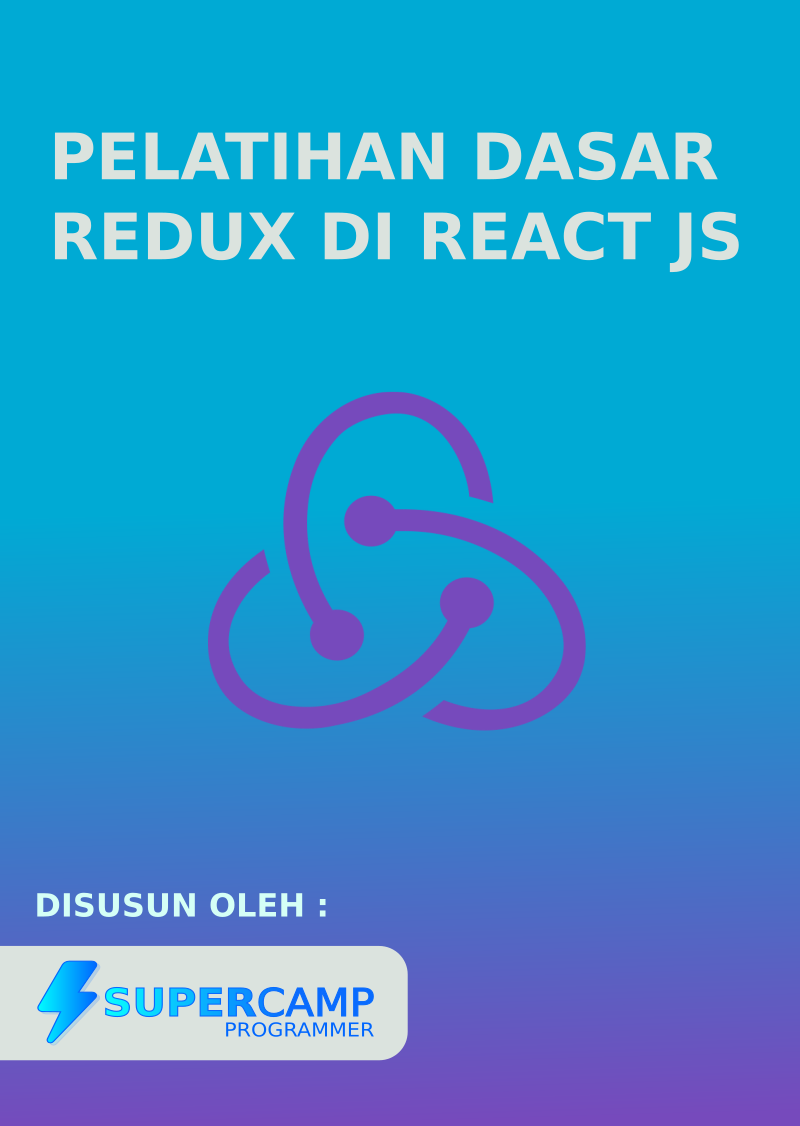 PELATIHAN DASAR
REDUX DI REACT JS
DISUSUN OLEH :
SUPERCAMP
PROGRAMMER